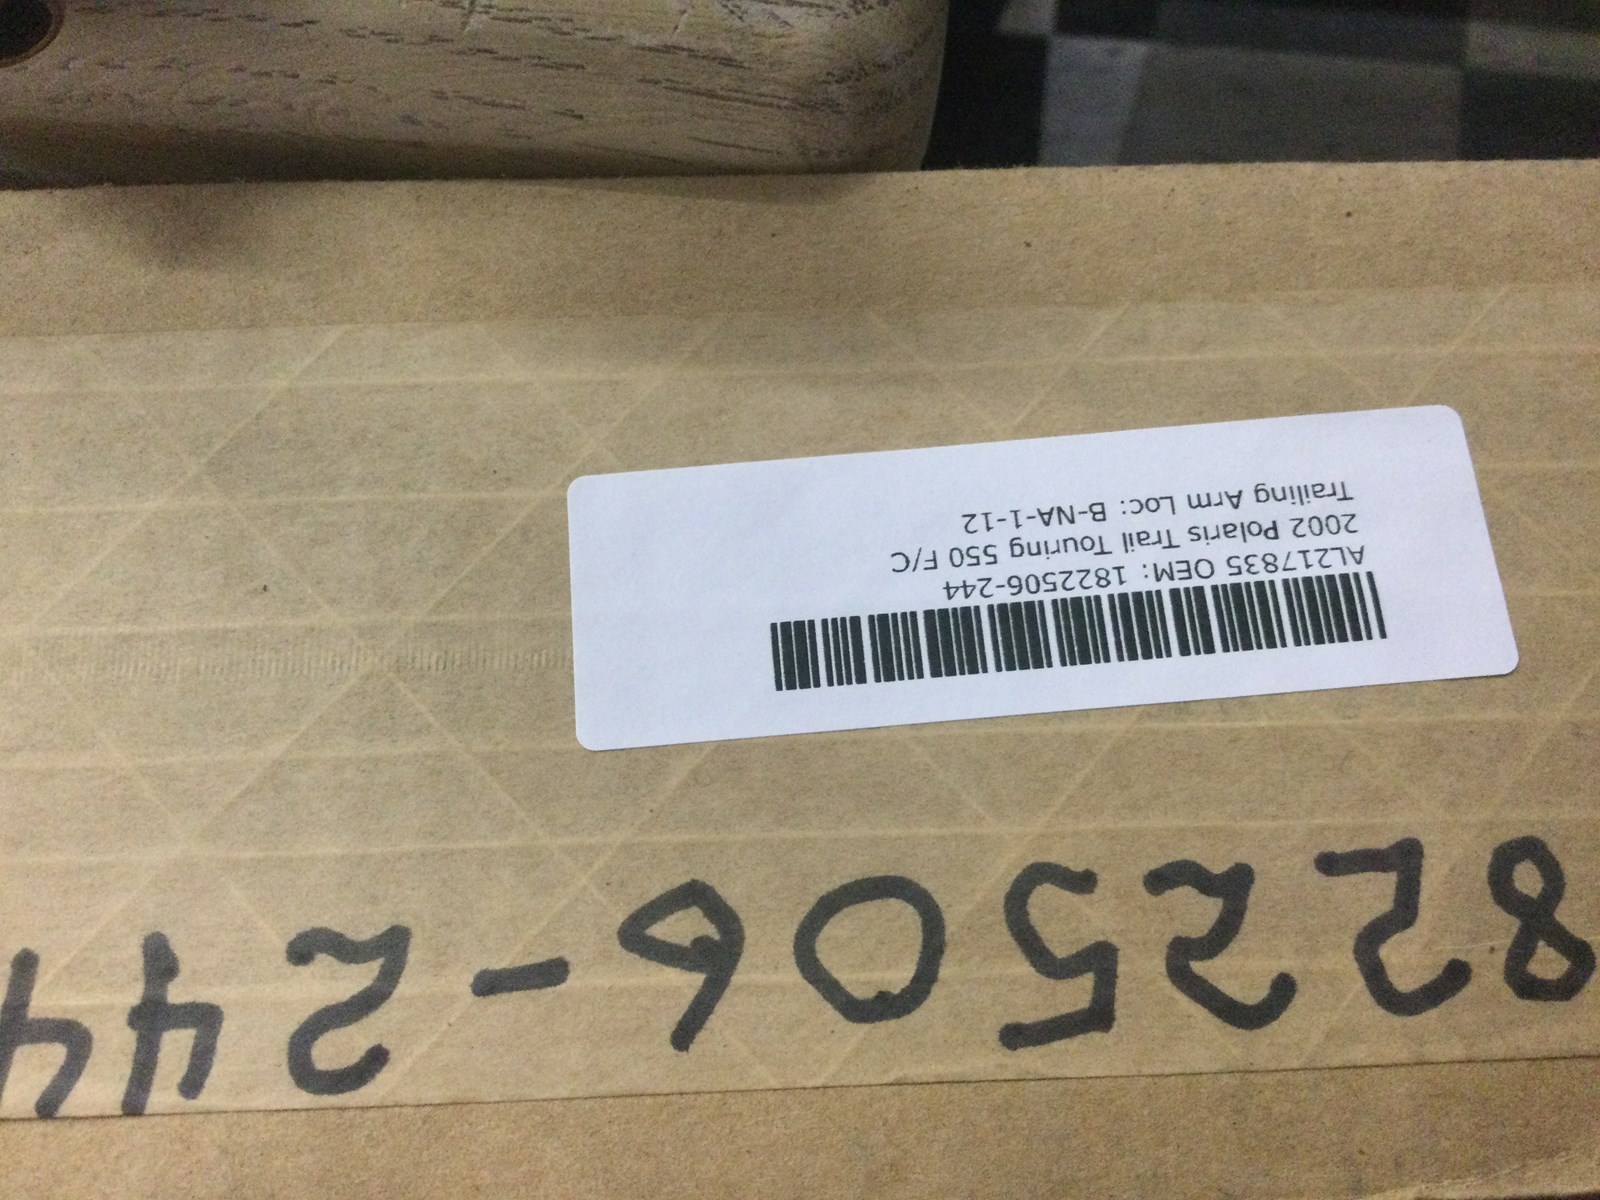 822506-244
AL217835 OEM: 1822506-244
2002 Polaris Trail Touring 550 F/C
Trailing Arm Loc: B-NA-1-12